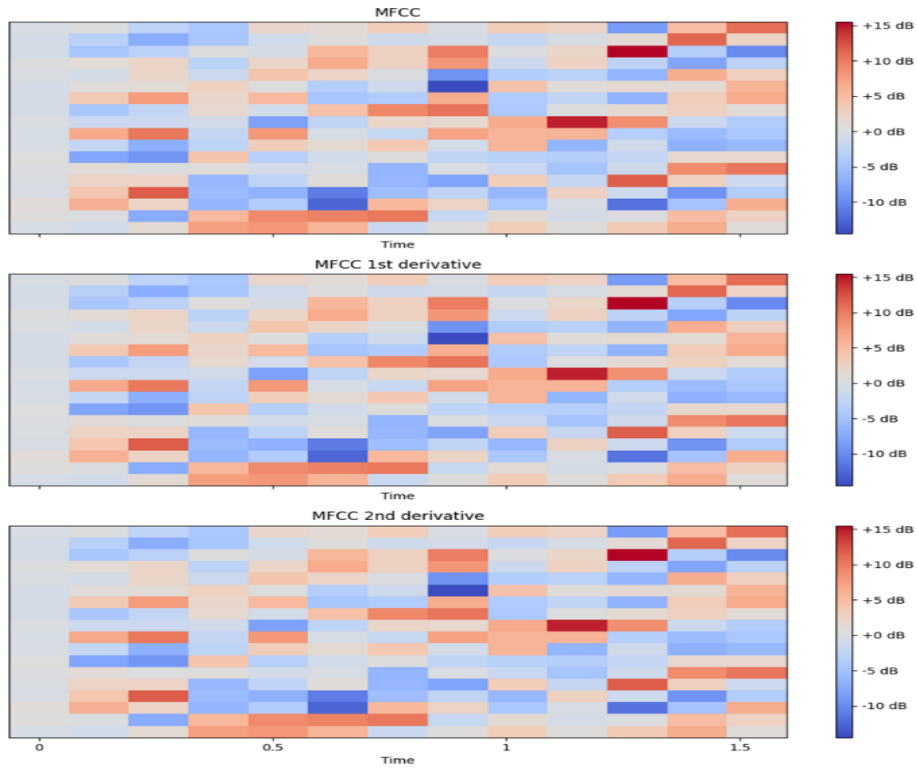 MFCC
+15 dB
+10 dB
+5 dB
+0 dB
-5 dB
-10 dB
Time
MFCC 1st derivative
+15 dB
+10 dB
+5 dB
+0 dB
-5 dB
-10 dB
Time
MFCC 2nd derivative
+15 dB
+10 dB
+5 dB
+0 dB
-5 dB
-10 dB
0 0.5 1 1.5
Time